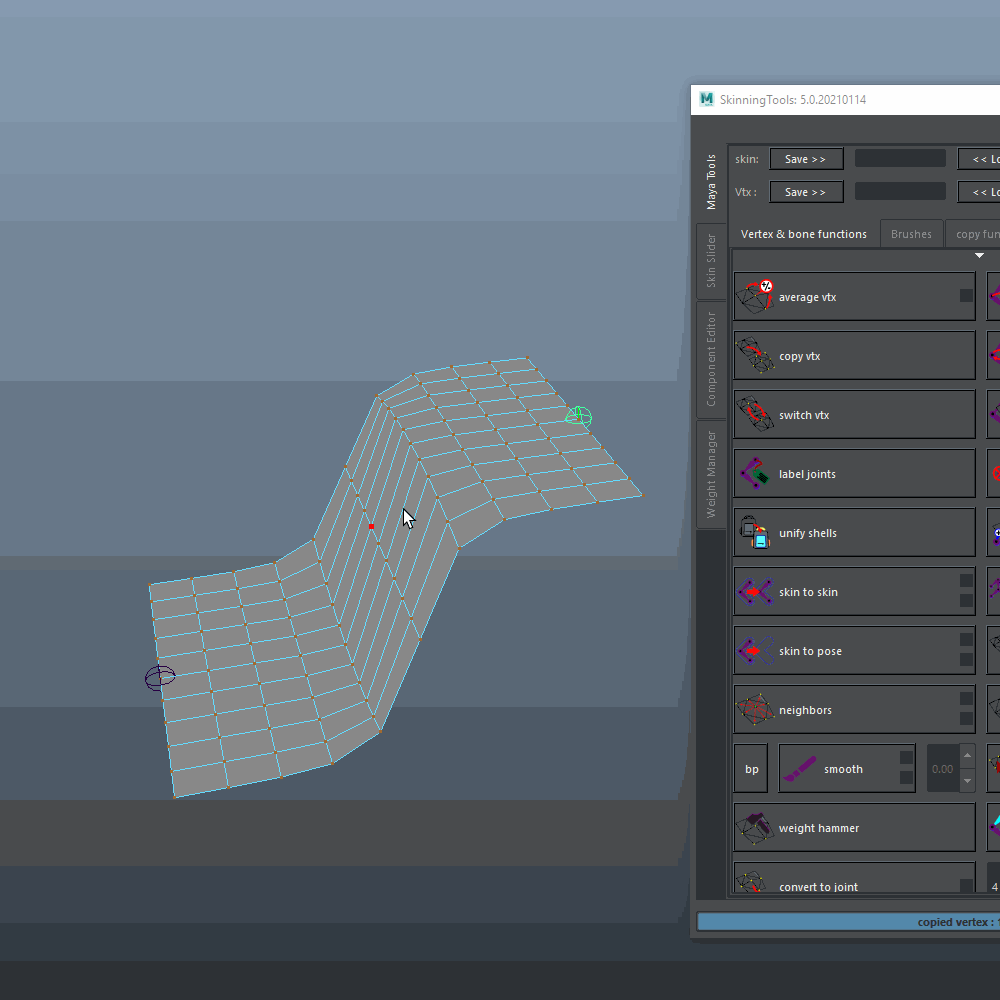 SkinningTools: 5.0.20210114
skin: Save >> << Lo
Vtx : Save >> << Lo
Maya Tools
Skin Slider
Component Editor
Weight Manager
Vertex & bone functions Brushes copy fun
average vtx
copy vtx
switch vtx
label joints
unify shells
skin to skin
skin to pose
neighbors
bp smooth 0.00
weight hammer
convert to joint 4
copied vertex :